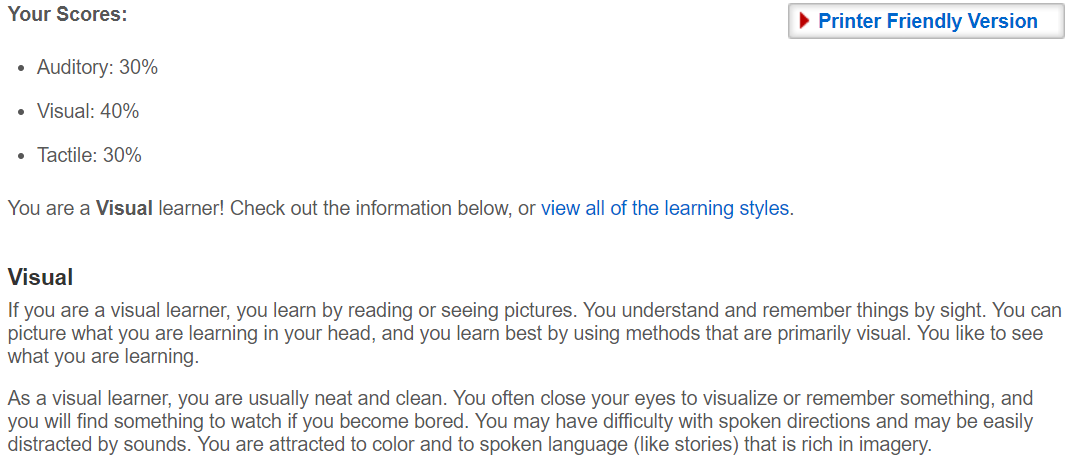 Your Scores:
Printer Friendly Version
Auditory: 30%
Visual: 40%
Tactile: 30%
You are a Visual learner! Check out the information below, or view all of the learning styles.
Visual
If you are a visual learner, you learn by reading or seeing pictures. You understand and remember things by sight. You can
picture what you are learning in your head, and you learn best by using methods that are primarily visual. You like to see
what you are learning.
As a visual learner, you are usually neat and clean. You often close your eyes to visualize or remember something, and
you will find something to watch if you become bored. You may have difficulty with spoken directions and may be easily
distracted by sounds. You are attracted to color and to spoken language (like stories) that is rich in imagery.